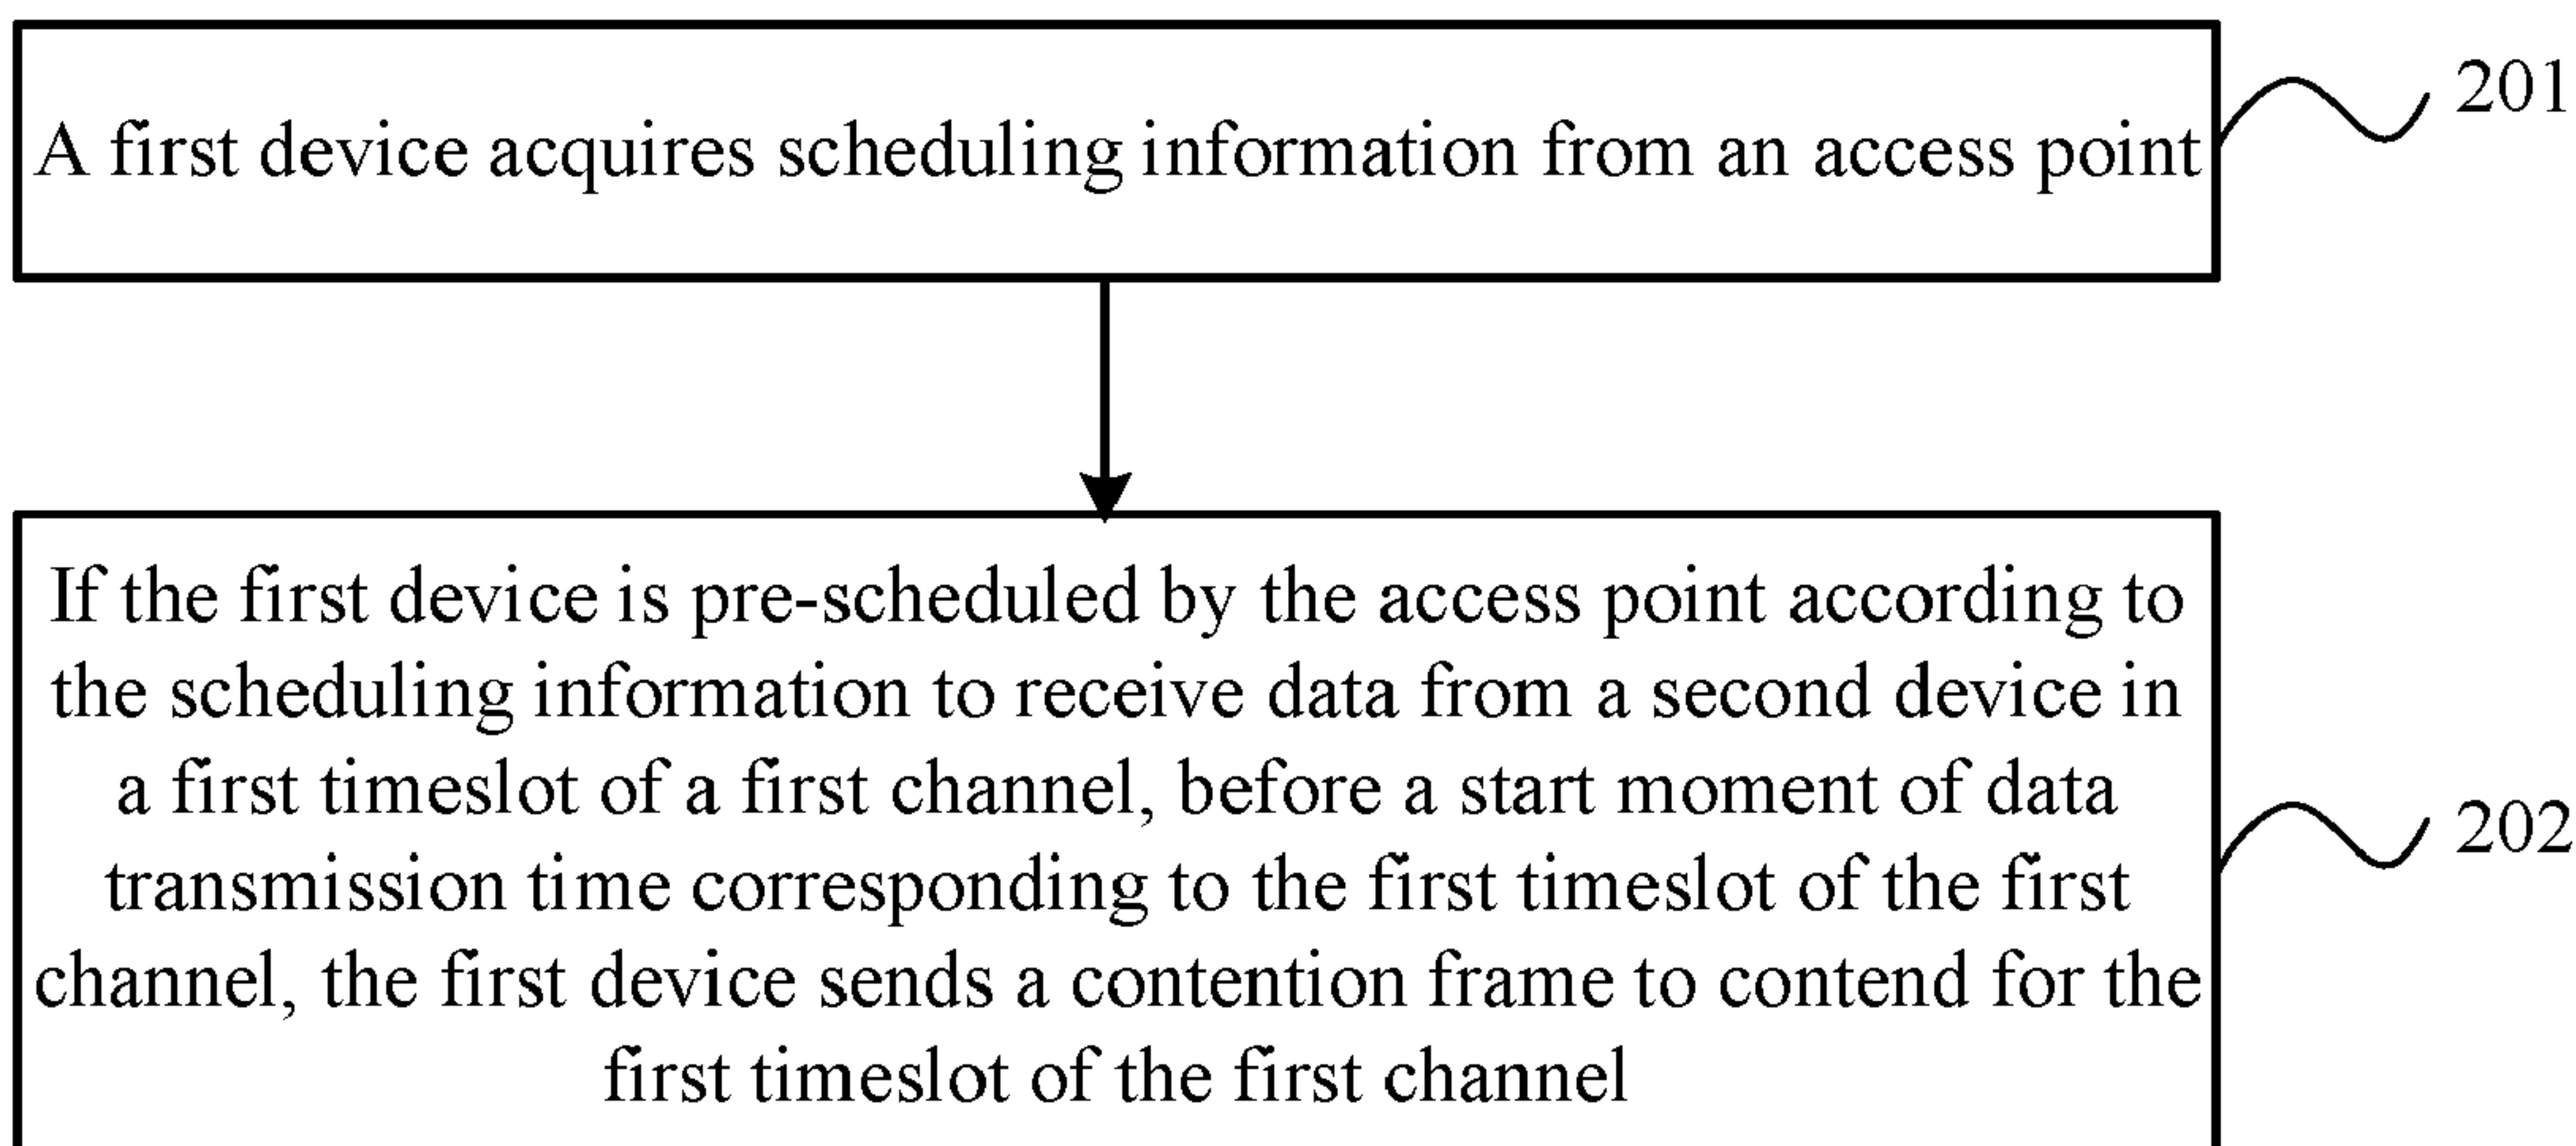 A first device acquires scheduling information from an access point
201
If the first device is pre-scheduled by the access point according to
the scheduling information to receive data from a second device in
a first timeslot of a first channel, before a start moment of data
transmission time corresponding to the first timeslot of the first
channel, the first device sends a contention frame to contend for the
first timeslot of the first channel
202